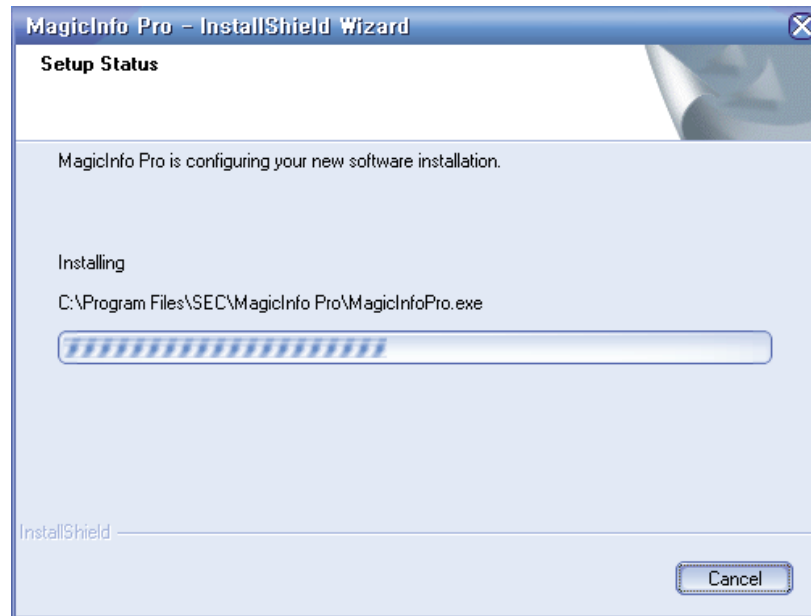 MagicInfo Pro - InstallShield Wizard
Setup Status
MagicInfo Pro is configuring your new software installation.
Installing
C:\Program Files\SEC\MagicInfo Pro\MagicInfoPro.exe
InstallShield
Cancel